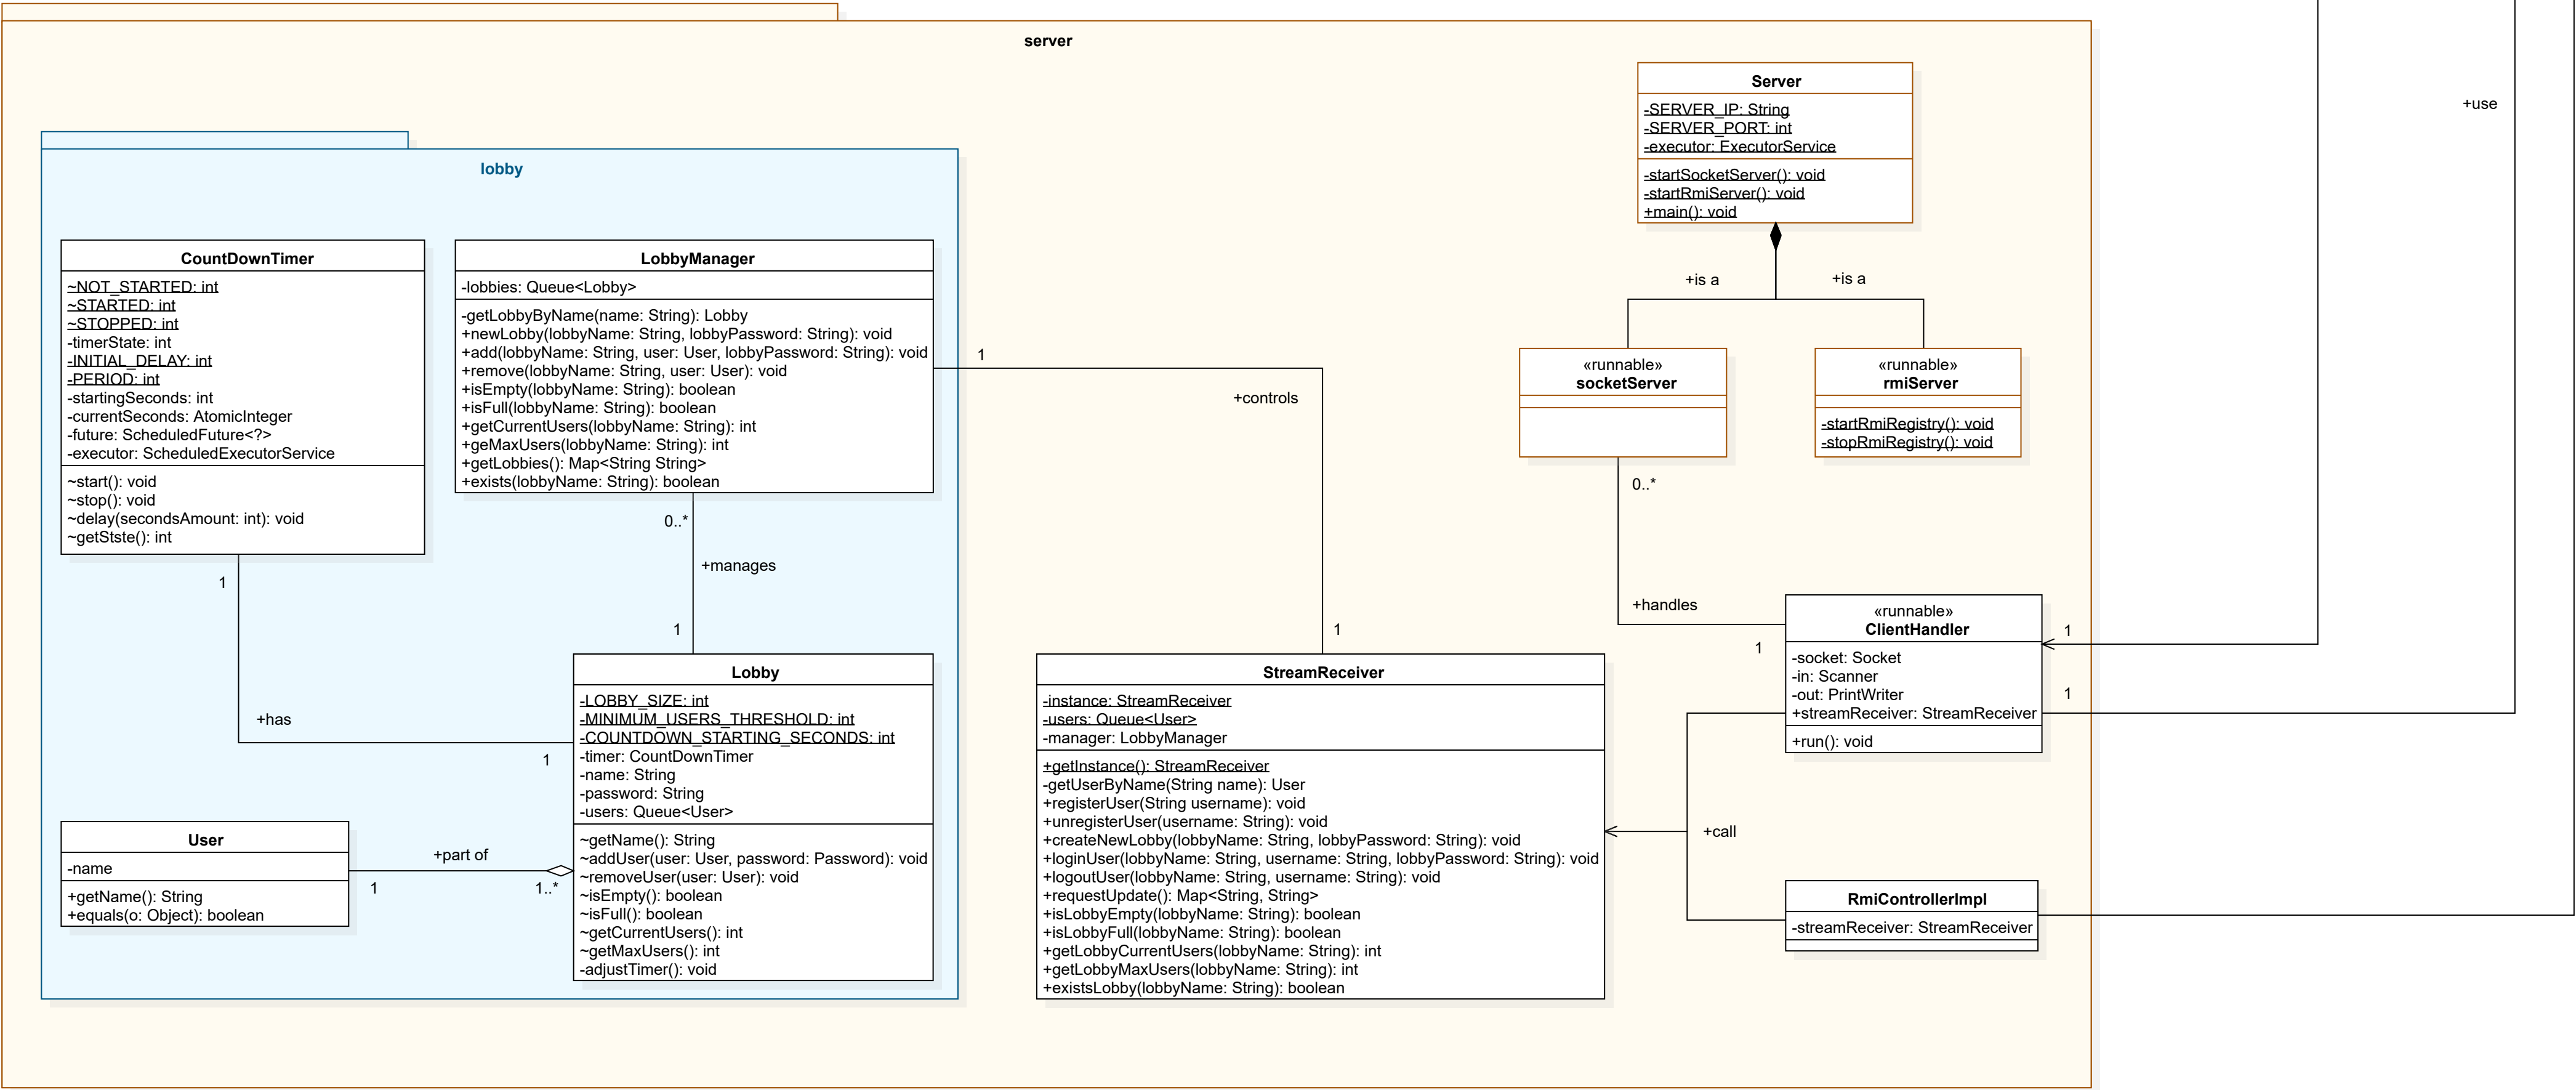 server
+use
Server
-SERVER_IP: String
-SERVER_PORT: int
-executor: ExecutorService
-startSocketServer(): void
-startRmiServer(): void
+main(): void
+is a
+is a
«runnable»
socketServer
«runnable»
rmiServer
-startRmiRegistry(): void
-stopRmiRegistry(): void
0..*
+handles
1
lobby
CountDownTimer
~NOT_STARTED: int
~STARTED: int
~STOPPED: int
-timerState: int
-INITIAL_DELAY: int
-PERIOD: int
-startingSeconds: int
-currentSeconds: AtomicInteger
-future: ScheduledFuture<?>
-executor: ScheduledExecutorService
~start(): void
~stop(): void
~delay(secondsAmount: int): void
~getStste(): int
LobbyManager
-lobbies: Queue<Lobby>
-getLobbyByName(name: String): Lobby
+newLobby(lobbyName: String, lobbyPassword: String): void
+add(lobbyName: String, user: User, lobbyPassword: String): void
+remove(lobbyName: String, user: User): void
+isEmpty(lobbyName: String): boolean
+isFull(lobbyName: String): boolean
+getCurrentUsers(lobbyName: String): int
+geMaxUsers(lobbyName: String): int
+getLobbies(): Map<String String>
+exists(lobbyName: String): boolean
1
+controls
1
0..*
+manages
1
1
+has
1
Lobby
-LOBBY_SIZE: int
-MINIMUM_USERS_THRESHOLD: int
-COUNTDOWN_STARTING_SECONDS: int
-timer: CountDownTimer
-name: String
-password: String
-users: Queue<User>
~getName(): String
~addUser(user: User, password: Password): void
~removeUser(user: User): void
~isEmpty(): boolean
~isFull(): boolean
~getCurrentUsers(): int
~getMaxUsers(): int
-adjustTimer(): void
User
-name
+getName(): String
+equals(o: Object): boolean
+part of
1
1..*
StreamReceiver
-instance: StreamReceiver
-users: Queue<User>
-manager: LobbyManager
+getInstance(): StreamReceiver
-getUserByName(String name): User
+registerUser(String username): void
+unregisterUser(username: String): void
+createNewLobby(lobbyName: String, lobbyPassword: String): void
+loginUser(lobbyName: String, username: String, lobbyPassword: String): void
+logoutUser(lobbyName: String, username: String): void
+requestUpdate(): Map<String, String>
+isLobbyEmpty(lobbyName: String): boolean
+isLobbyFull(lobbyName: String): boolean
+getLobbyCurrentUsers(lobbyName: String): int
+getLobbyMaxUsers(lobbyName: String): int
+existsLobby(lobbyName: String): boolean
«runnable»
ClientHandler
-socket: Socket
-in: Scanner
-out: PrintWriter
+streamReceiver: StreamReceiver
+run(): void
1
1
+call
RmiControllerImpl
-streamReceiver: StreamReceiver